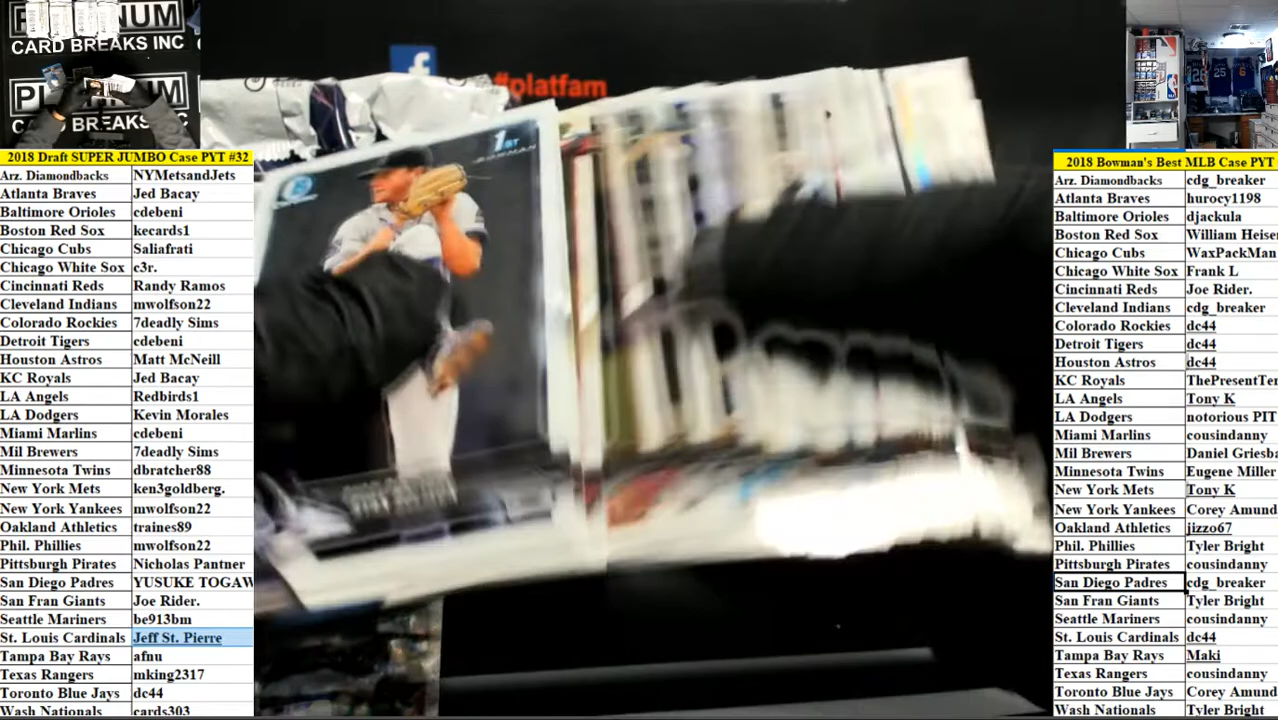 PLATINUM
CARD BREAKS INC
PLATINUM
CARD BREAKS
f
#platfam
1ST
BOWMAN
2018 Draft SUPER JUMBO Case PYT #32
Arz. Diamondbacks NYMetsandJets
Atlanta Braves Jed Bacay
Baltimore Orioles cdebeni
Boston Red Sox kecards1
Chicago Cubs Saliafrati
Chicago White Sox c3r.
Cincinnati Reds Randy Ramos
Cleveland Indians mwolfson22
Colorado Rockies 7deadly Sims
Detroit Tigers cdebeni
Houston Astros Matt McNeill
KC Royals Jed Bacay
LA Angels Redbirds1
LA Dodgers Kevin Morales
Miami Marlins cdebeni
Mil Brewers 7deadly Sims
Minnesota Twins dbratcher88
New York Mets ken3goldberg.
New York Yankees mwolfson22
Oakland Athletics traines89
Phil. Phillies mwolfson22
Pittsburgh Pirates Nicholas Pantner
San Diego Padres YUSUKE TOGAW
San Fran Giants Joe Rider.
Seattle Mariners be913bm
St. Louis Cardinals Jeff St. Pierre
Tampa Bay Rays afnu
Texas Rangers mking2317
Toronto Blue Jays dc44
Wash Nationals cards303
25
6
2018 Bowman's Best MLB Case PYT
Arz. Diamondbacks cdg_breaker
Atlanta Braves hurocy1198
Baltimore Orioles djackula
Boston Red Sox William Heiser
Chicago Cubs WaxPackMan
Chicago White Sox Frank L
Cincinnati Reds Joe Rider.
Cleveland Indians cdg_breaker
Colorado Rockies dc44
Detroit Tigers dc44
Houston Astros dc44
KC Royals ThePresentTer
LA Angels Tony K
LA Dodgers notorious PIT
Miami Marlins cousindanny
Mil Brewers Daniel Griesba
Minnesota Twins Eugene Miller
New York Mets Tony K
New York Yankees Corey Amund
Oakland Athletics jizzo67
Phil. Phillies Tyler Bright
Pittsburgh Pirates cousindanny
San Diego Padres cdg_breaker
San Fran Giants Tyler Bright
Seattle Mariners cousindanny
St. Louis Cardinals dc44
Tampa Bay Rays Maki
Texas Rangers cousindanny
Toronto Blue Jays Corey Amund
Wash Nationals Tyler Bright